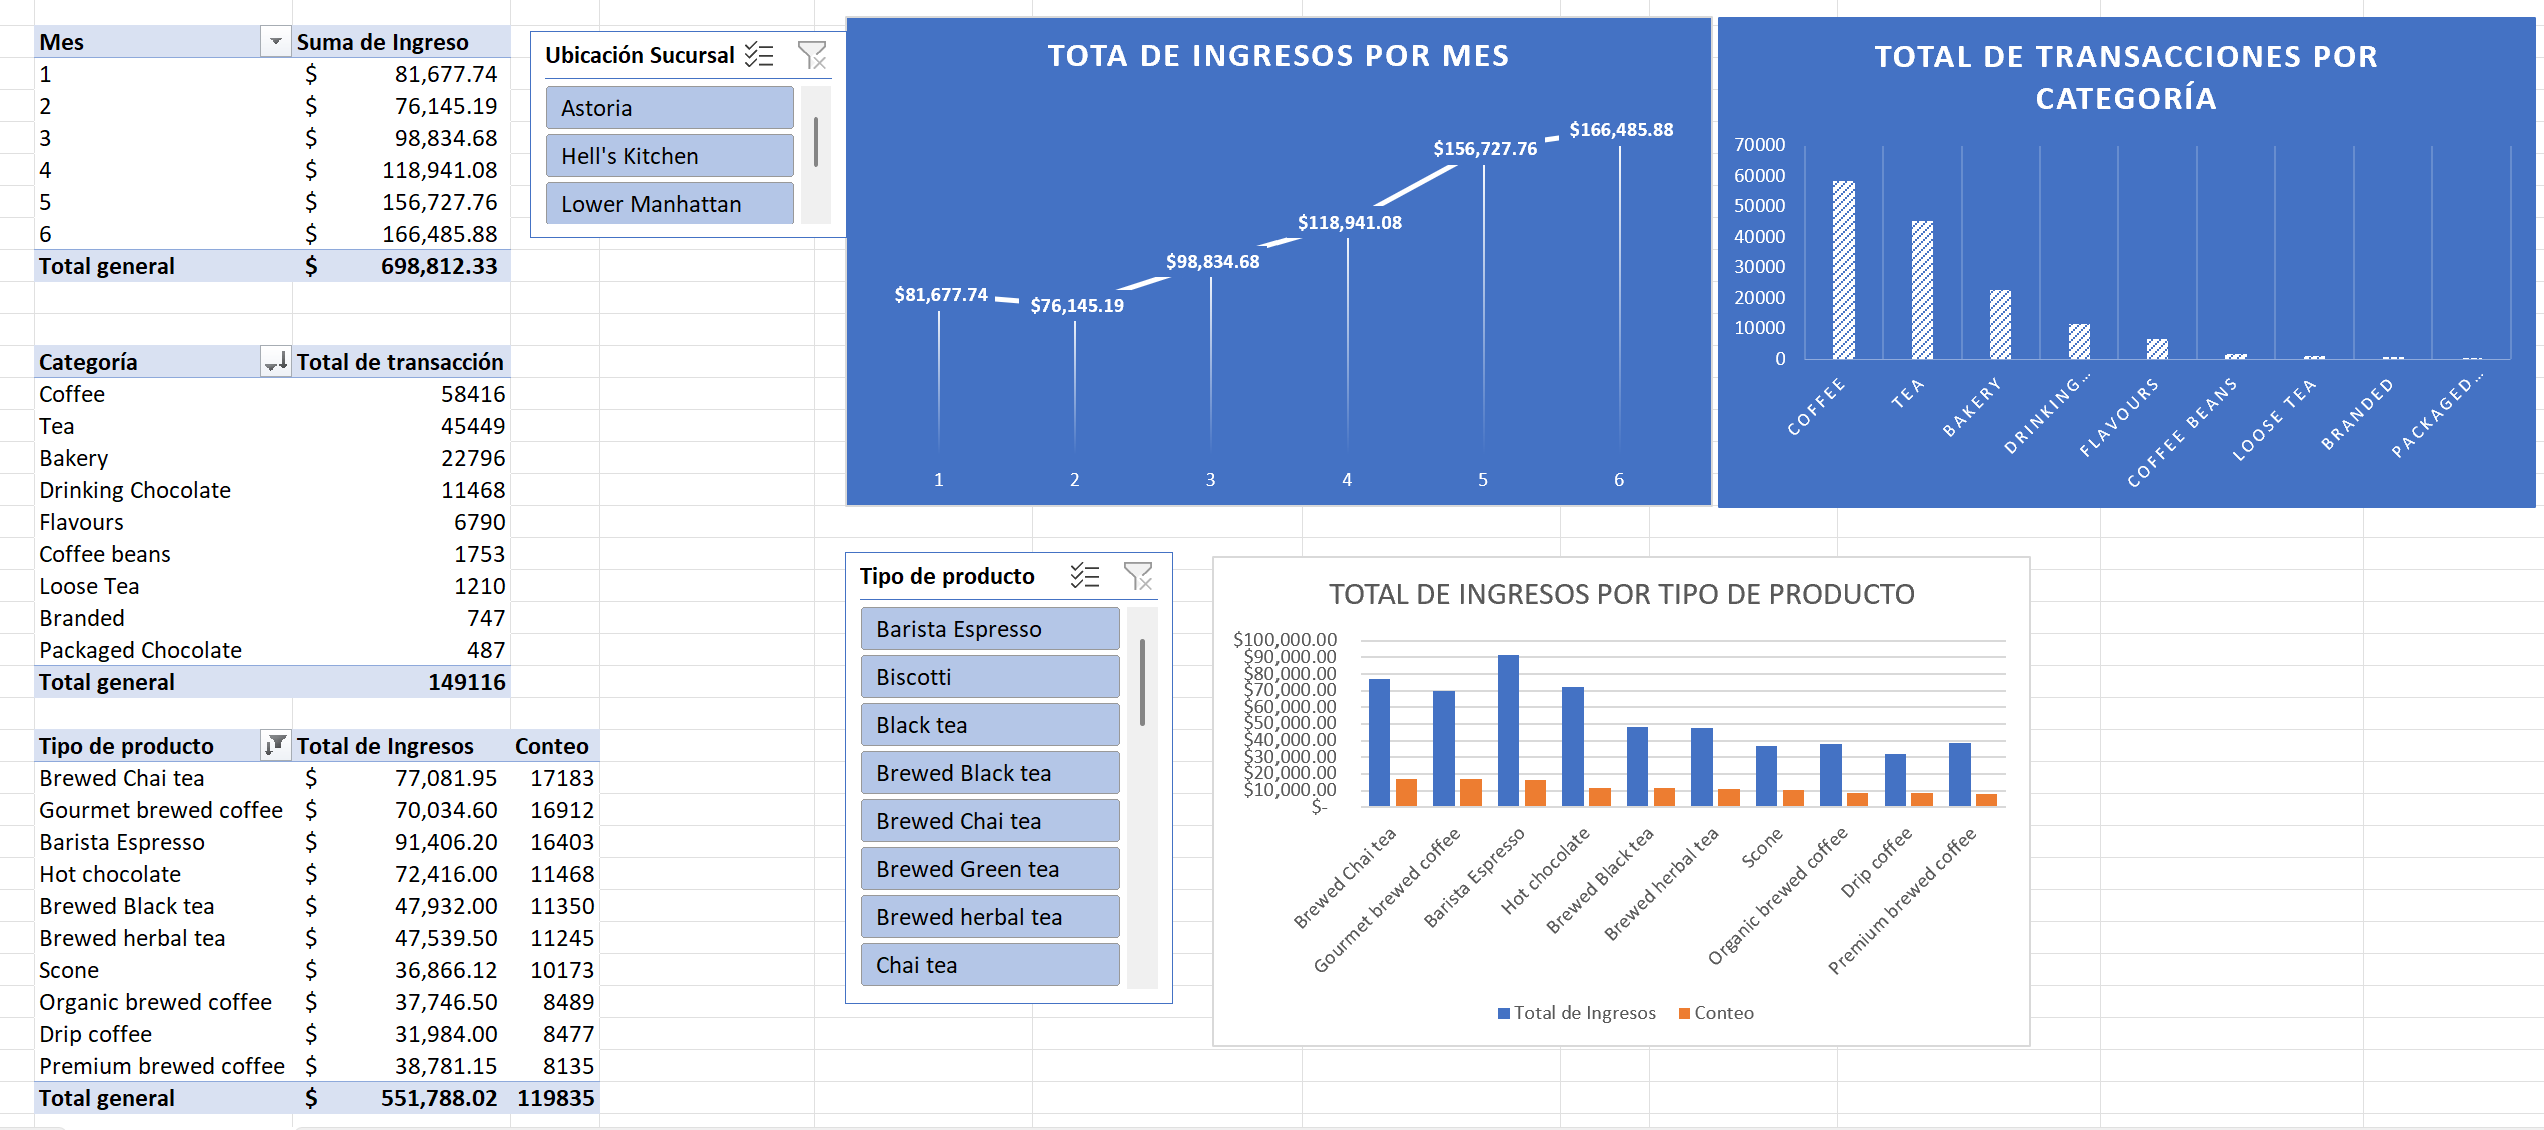 Mes Suma de Ingreso
1 $ 81,677.74
2 $ 76,145.19
3 $ 98,834.68
4 $ 118,941.08
5 $ 156,727.76
6 $ 166,485.88
Total general $ 698,812.33
Categoría Total de transacción
Coffee 58416
Tea 45449
Bakery 22796
Drinking Chocolate 11468
Flavours 6790
Coffee beans 1753
Loose Tea 1210
Branded 747
Packaged Chocolate 487
Total general 149116
Tipo de producto Total de Ingresos Conteo
Brewed Chai tea $ 77,081.95 17183
Gourmet brewed coffee $ 70,034.60 16912
Barista Espresso $ 91,406.20 16403
Hot chocolate $ 72,416.00 11468
Brewed Black tea $ 47,932.00 11350
Brewed herbal tea $ 47,539.50 11245
Scone $ 36,866.12 10173
Organic brewed coffee $ 37,746.50 8489
Drip coffee $ 31,984.00 8477
Premium brewed coffee $ 38,781.15 8135
Total general $ 551,788.02 119835
Ubicación Sucursal
Astoria
Hell's Kitchen
Lower Manhattan
TOTA DE INGRESOS POR MES
$81,677.74
$76,145.19
$98,834.68
$118,941.08
$156,727.76
$166,485.88
1 2 3 4 5 6
TOTAL DE TRANSACCIONES POR
CATEGORÍA
70000
60000
50000
40000
30000
20000
10000
0
COFFEE
TEA
BAKERY
DRINKING...
FLAVOURS
COFFEE BEANS
LOOSE TEA
BRANDED
PACKAGED...
Tipo de producto
Barista Espresso
Biscotti
Black tea
Brewed Black tea
Brewed Chai tea
Brewed Green tea
Brewed herbal tea
Chai tea
TOTAL DE INGRESOS POR TIPO DE PRODUCTO
$100,000.00
$90,000.00
$80,000.00
$70,000.00
$60,000.00
$50,000.00
$40,000.00
$30,000.00
$20,000.00
$10,000.00
$-
Brewed Chai tea
Gourmet brewed coffee
Barista Espresso
Hot chocolate
Brewed Black tea
Brewed herbal tea
Scone
Organic brewed coffee
Drip coffee
Premium brewed coffee
Total de Ingresos Conteo